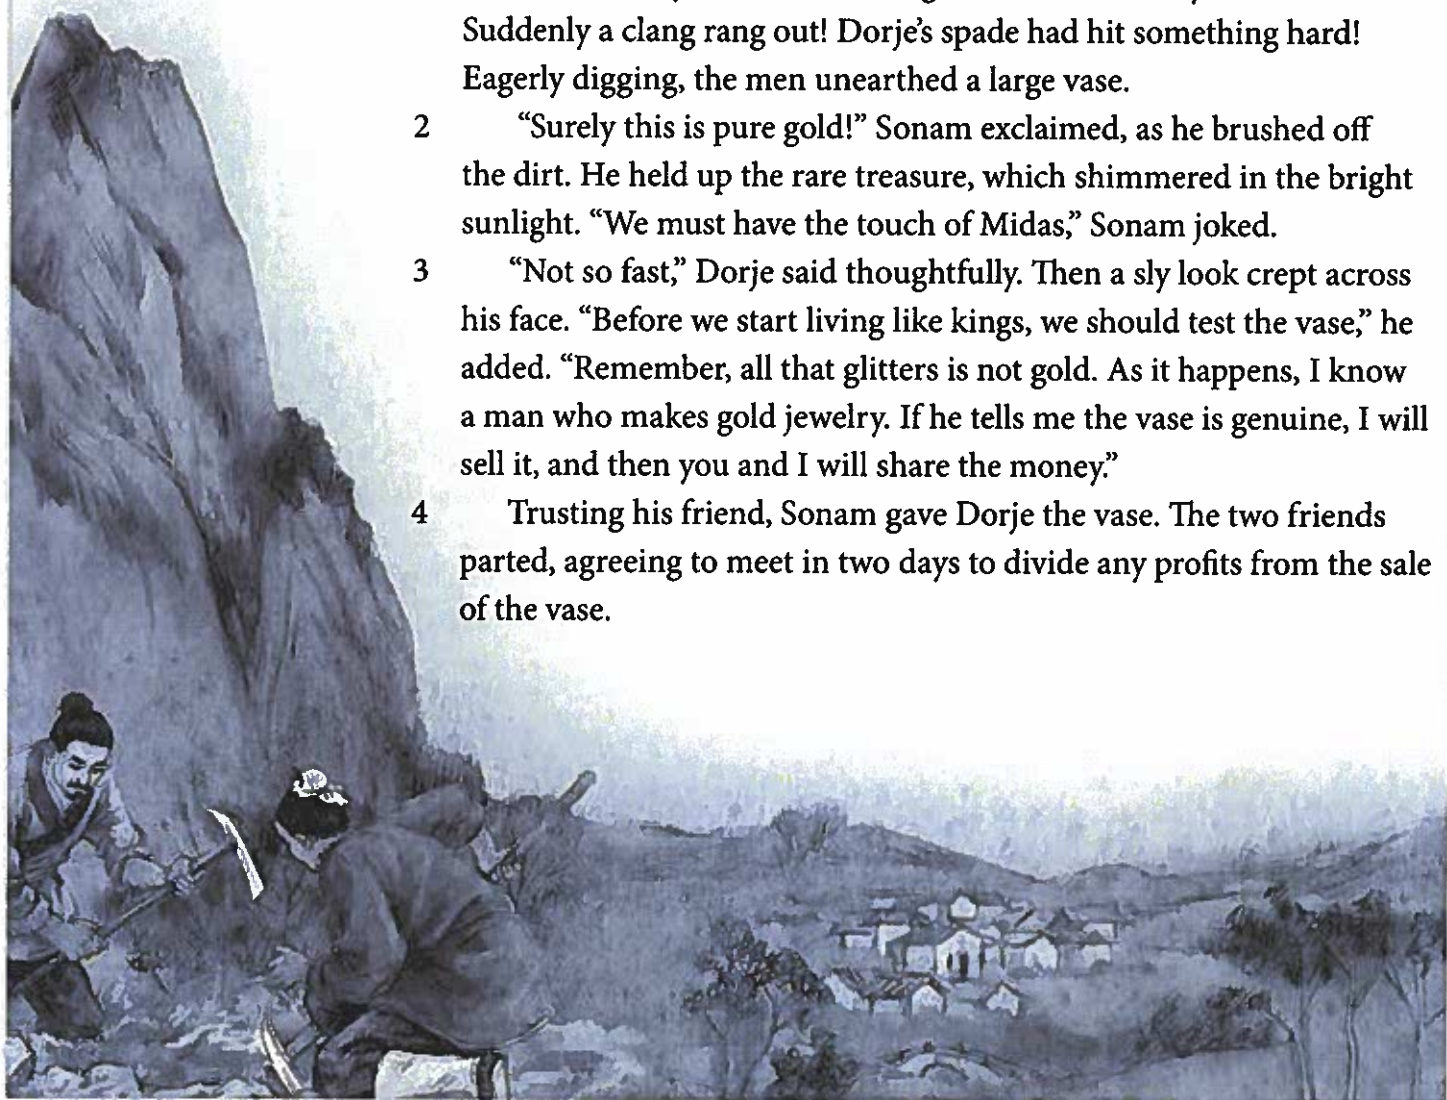 Suddenly a clang rang out! Dorje’s spade had hit something hard!
Eagerly digging, the men unearthed a large vase.
2 “Surely this is pure gold!” Sonam exclaimed, as he brushed off
the dirt. He held up the rare treasure, which shimmered in the bright
sunlight. “We must have the touch of Midas,” Sonam joked.
3 “Not so fast,” Dorje said thoughtfully. Then a sly look crept across
his face. “Before we start living like kings, we should test the vase,” he
added. “Remember, all that glitters is not gold. As it happens, I know
a man who makes gold jewelry. If he tells me the vase is genuine, I will
sell it, and then you and I will share the money.”
4 Trusting his friend, Sonam gave Dorje the vase. The two friends
parted, agreeing to meet in two days to divide any profits from the sale
of the vase.